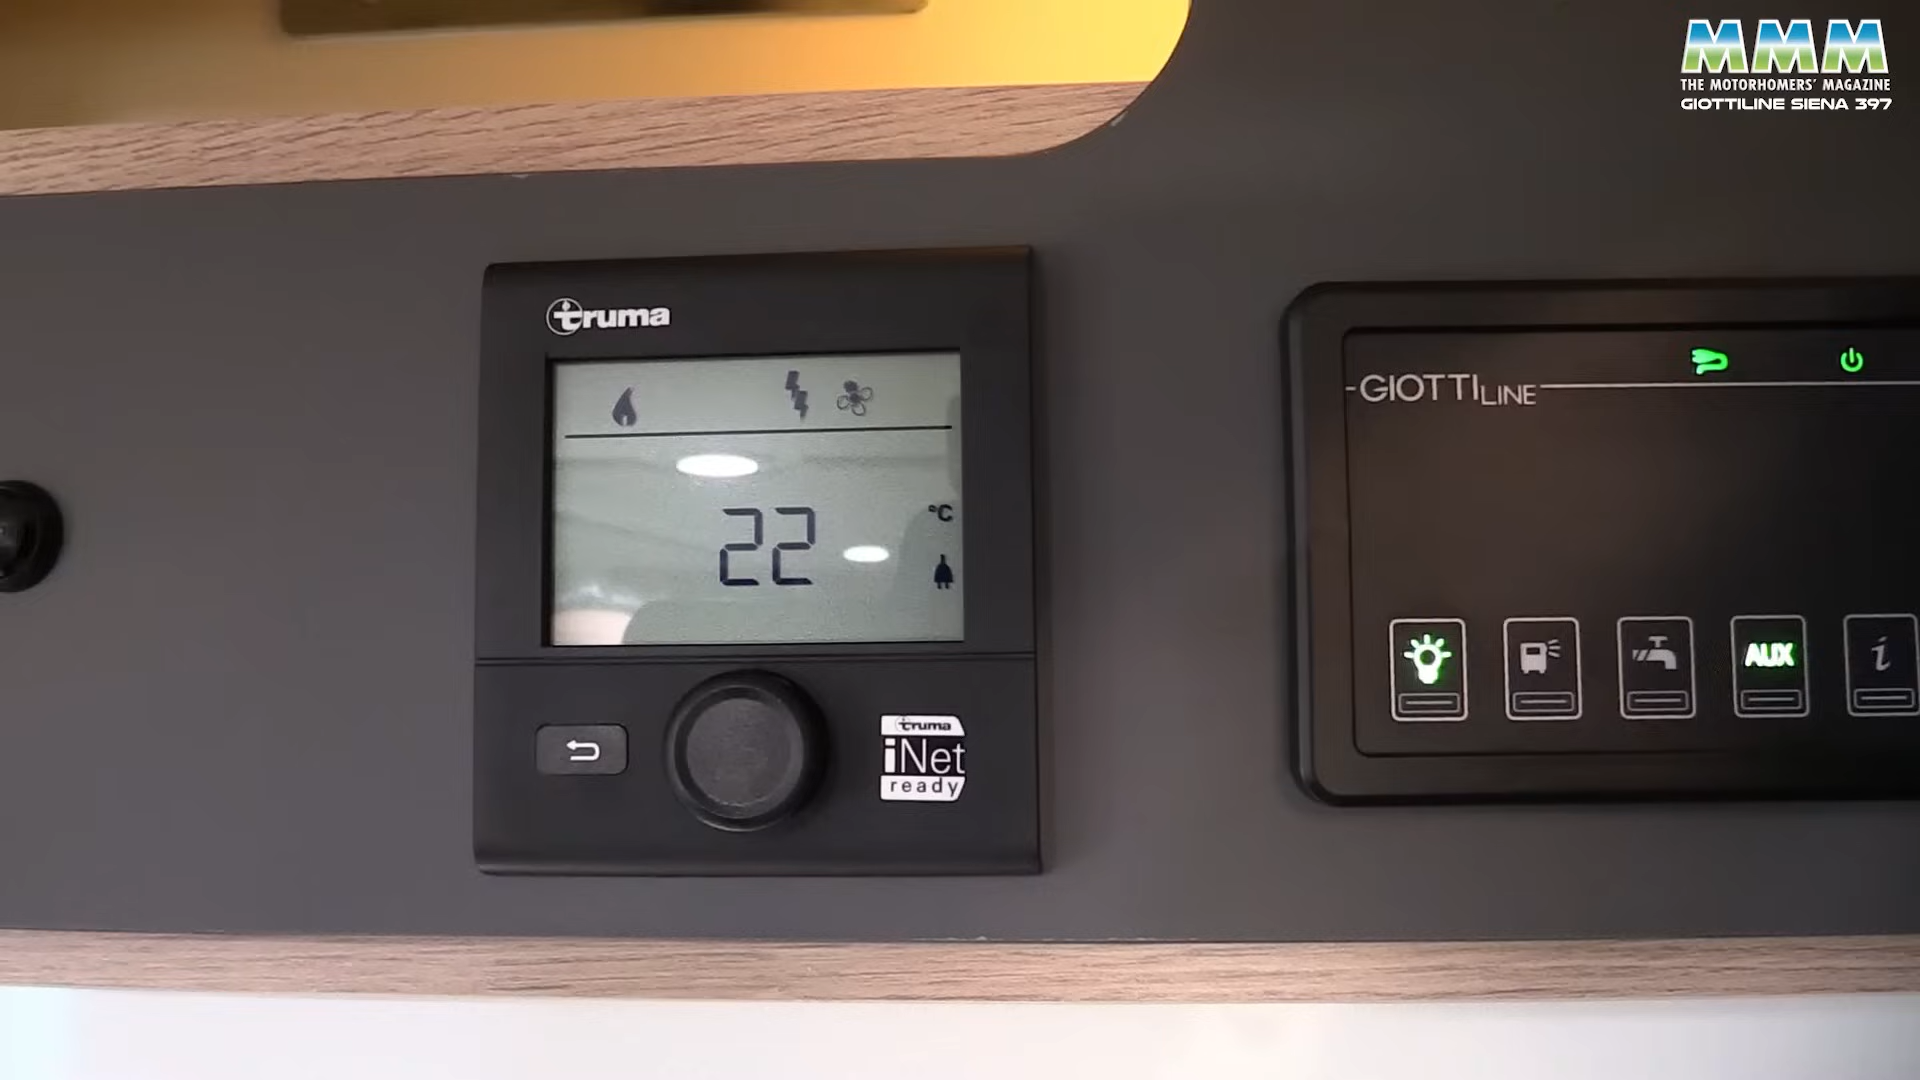 MMM
THE MOTORHOMERS' MAGAZINE
GIOTTILINE SIENA 397
truma
22
°C
truma
iNet
ready
GIOTTILINE
AUX
i